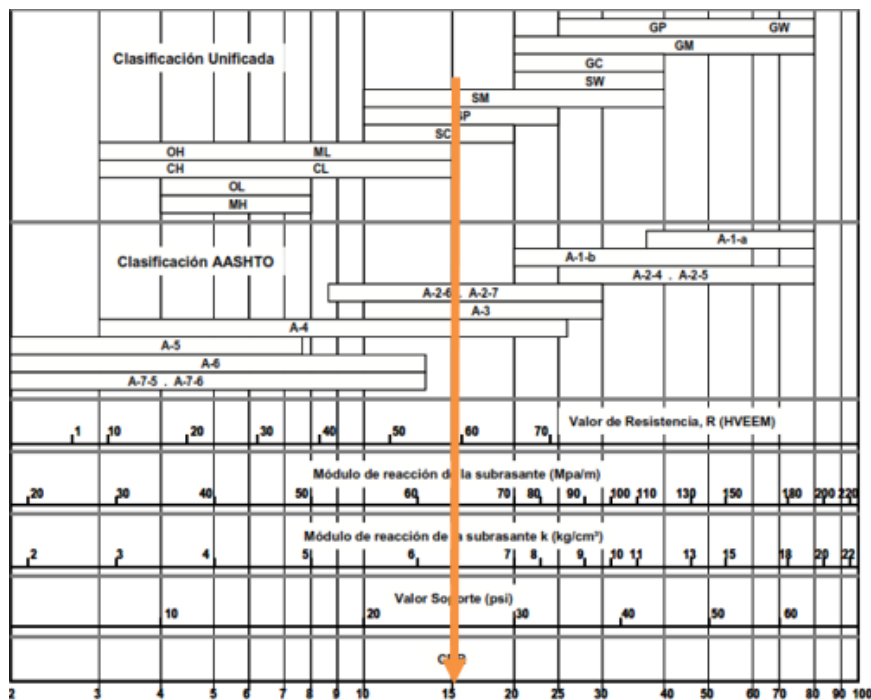 GP GW
Clasificación Unificada
GM
GC
SW
SM
SP
SC
OH ML
CH CL
OL
MH
Clasificación AASHTO
A-1-a
A-1-b
A-2-4 . A-2-5
A-2-6 . A-2-7
A-3
A-4
A-5
A-6
A-7-5 . A-7-6
Valor de Resistencia, R (HVEEM)
1 10 20 30 40 50 60 70
Módulo de reacción de la subrasante (Mpa/m)
20 30 40 50 60 70 80 90 100 110 130 150 180 200 220
Módulo de reacción de la subrasante k (kg/cm³)
2 3 4 5 6 7 8 9 10 11 13 15 18 20 22
Valor Soporte (psi)
10 20 30 40 50 60
CBR
2 3 4 5 6 7 8 9 10 15 20 25 30 40 50 60 70 80 90 100